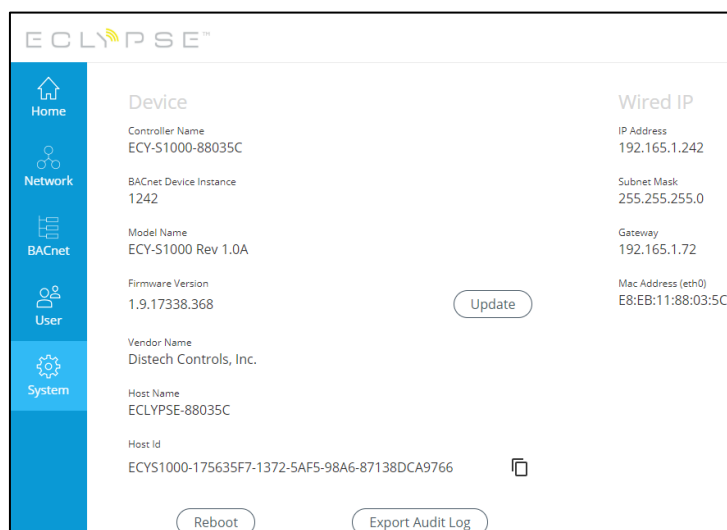 ECLYPSE™
Home
Network
BACnet
User
System
Device
Controller Name
ECY-S1000-88035C
BACnet Device Instance
1242
Model Name
ECY-S1000 Rev 1.0A
Firmware Version
1.9.17338.368
Update
Vendor Name
Distech Controls, Inc.
Host Name
ECLYPSE-88035C
Host Id
ECYS1000-175635F7-1372-5AF5-98A6-87138DCA9766
Reboot
Export Audit Log
Wired IP
IP Address
192.165.1.242
Subnet Mask
255.255.255.0
Gateway
192.165.1.72
Mac Address (eth0)
E8:EB:11:88:03:5C